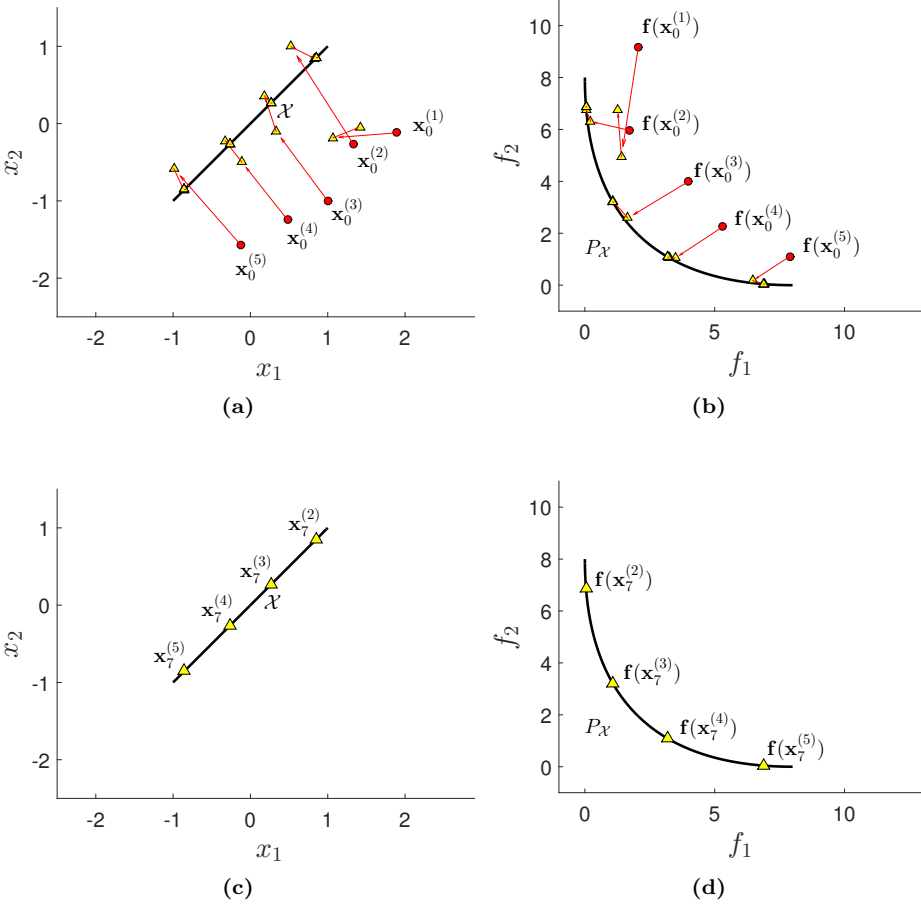 1
0
-1
-2
-2
-1
0
1
2
x₂
x₁
𝒳
x₀⁽¹⁾
x₀⁽²⁾
x₀⁽³⁾
x₀⁽⁴⁾
x₀⁽⁵⁾
(a)
10
8
6
4
2
0
0
5
10
f₂
f₁
f(x₀⁽¹⁾)
f(x₀⁽²⁾)
f(x₀⁽³⁾)
f(x₀⁽⁴⁾)
f(x₀⁽⁵⁾)
P𝒳
(b)
1
0
-1
-2
-2
-1
0
1
2
x₂
x₁
x₇⁽²⁾
x₇⁽³⁾
𝒳
x₇⁽⁴⁾
x₇⁽⁵⁾
(c)
10
8
6
4
2
0
0
5
10
f₂
f₁
f(x₇⁽²⁾)
f(x₇⁽³⁾)
f(x₇⁽⁴⁾)
f(x₇⁽⁵⁾)
P𝒳
(d)